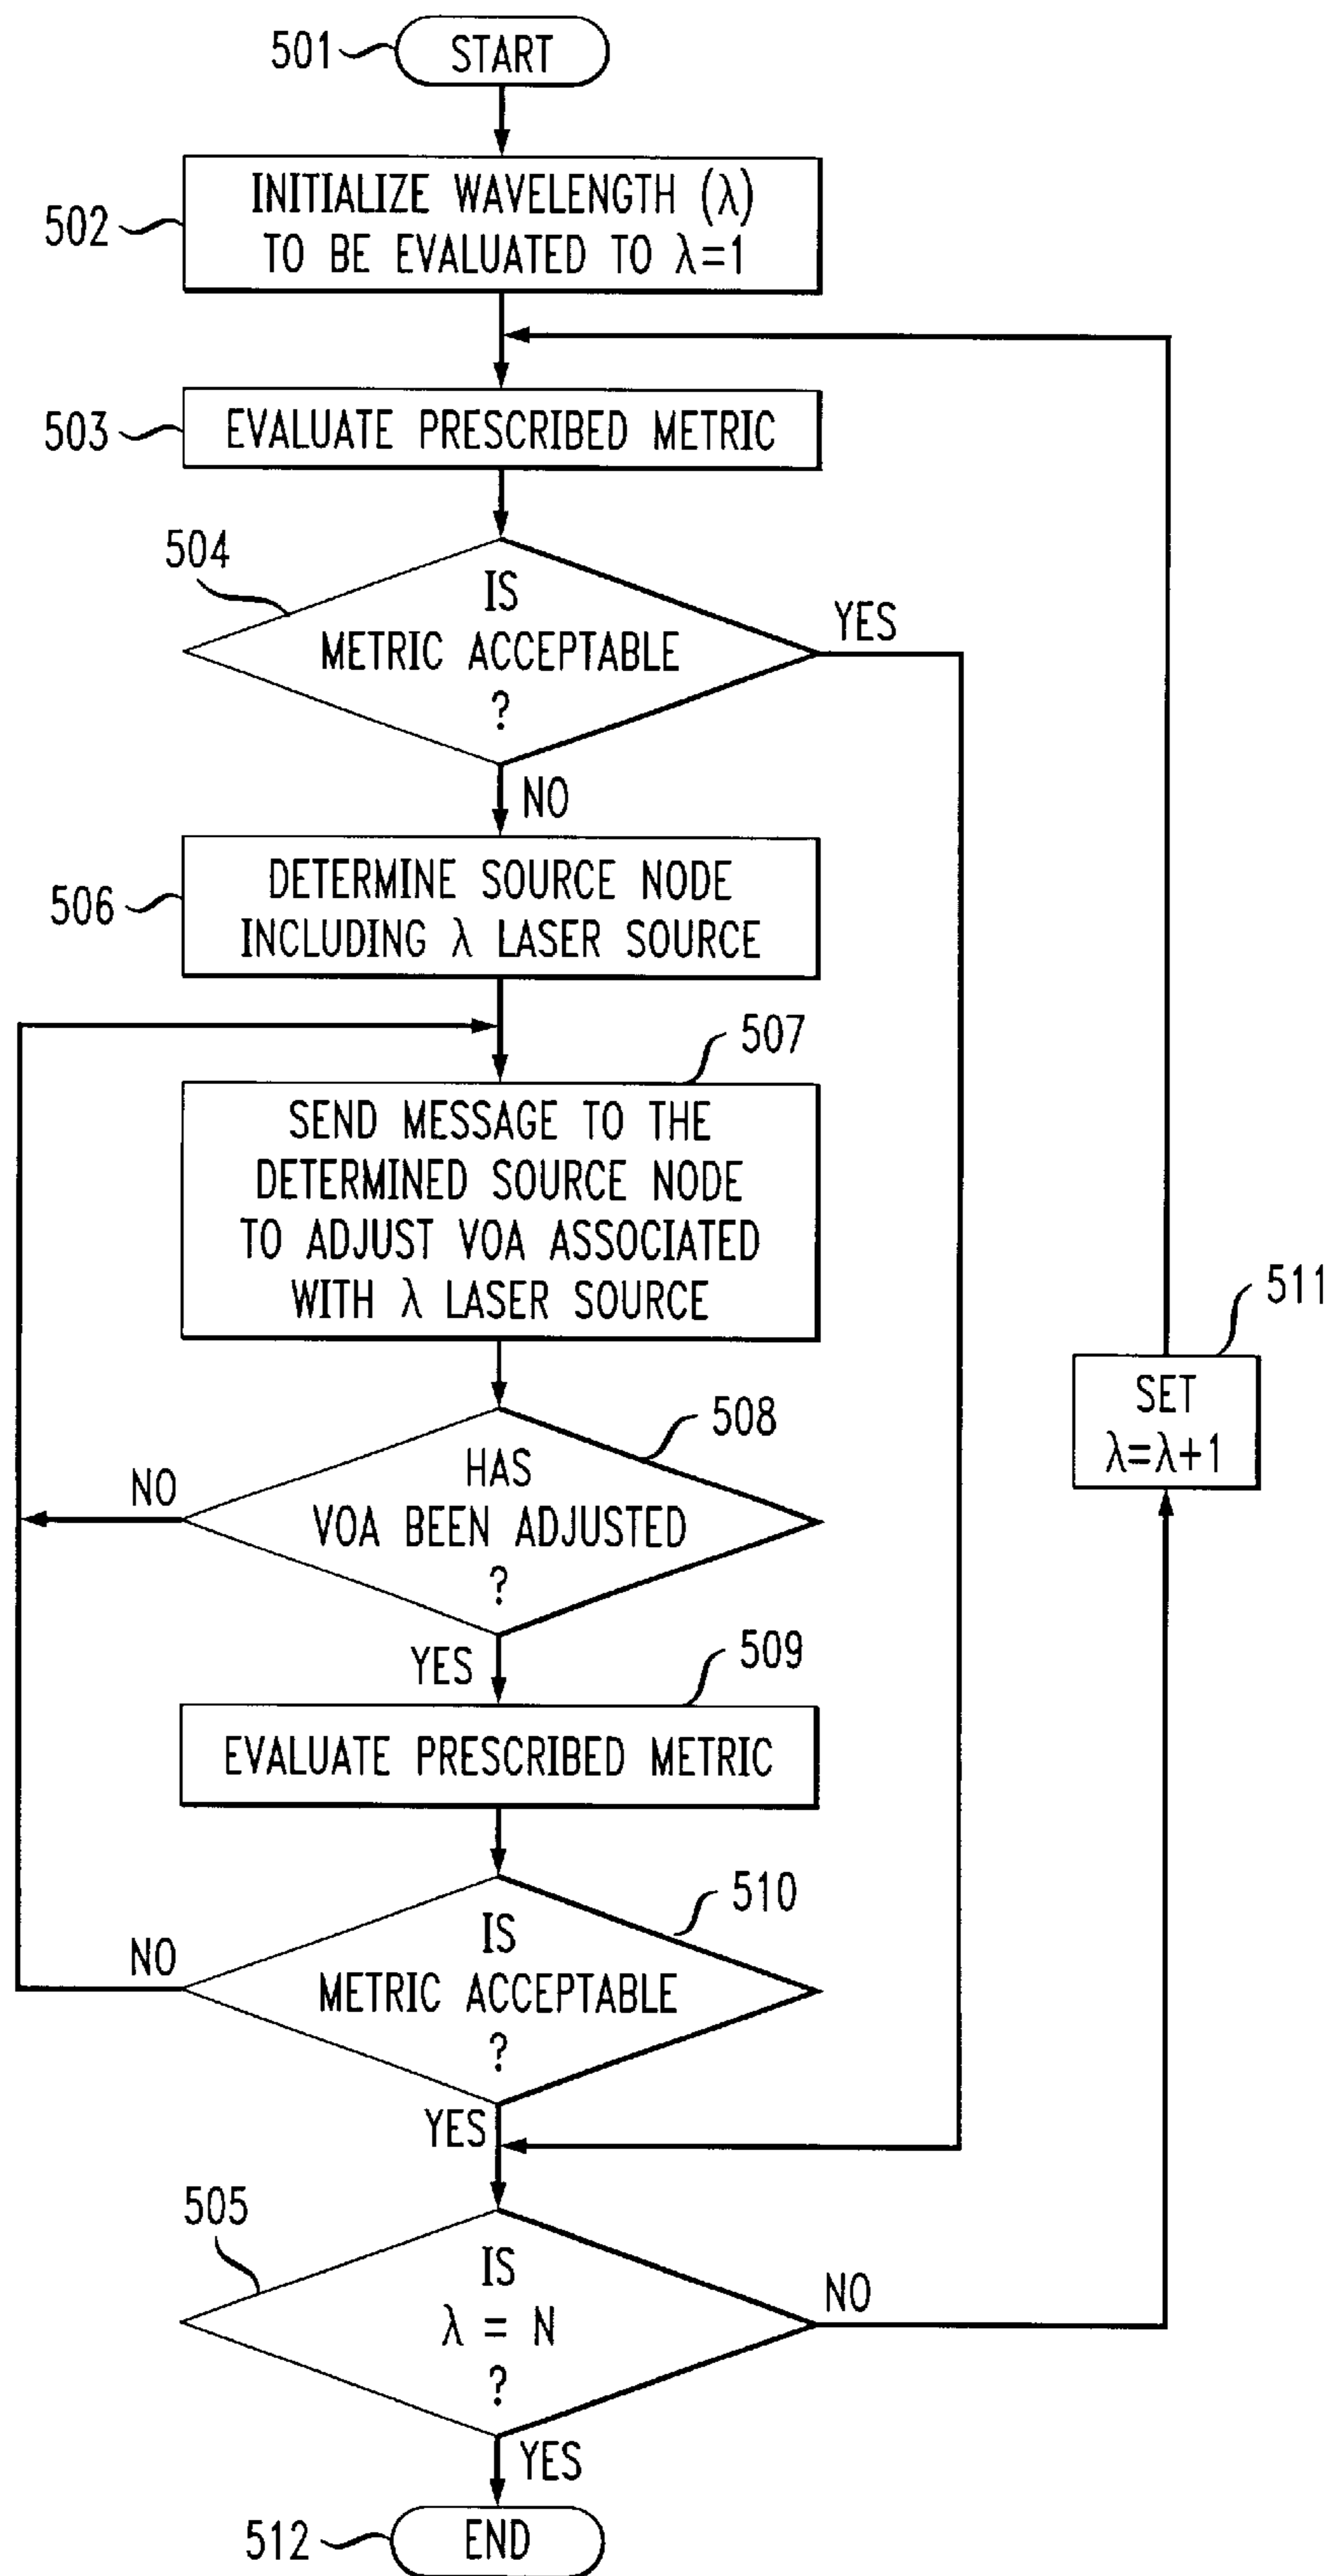 501
START
502
INITIALIZE WAVELENGTH (λ)
TO BE EVALUATED TO λ=1
503
EVALUATE PRESCRIBED METRIC
504
IS
METRIC ACCEPTABLE
?
YES
NO
506
DETERMINE SOURCE NODE
INCLUDING λ LASER SOURCE
507
SEND MESSAGE TO THE
DETERMINED SOURCE NODE
TO ADJUST VOA ASSOCIATED
WITH λ LASER SOURCE
511
SET
λ=λ+1
508
HAS
VOA BEEN ADJUSTED
?
NO
YES
509
EVALUATE PRESCRIBED METRIC
510
IS
METRIC ACCEPTABLE
?
NO
YES
505
IS
λ = N
?
NO
YES
512
END